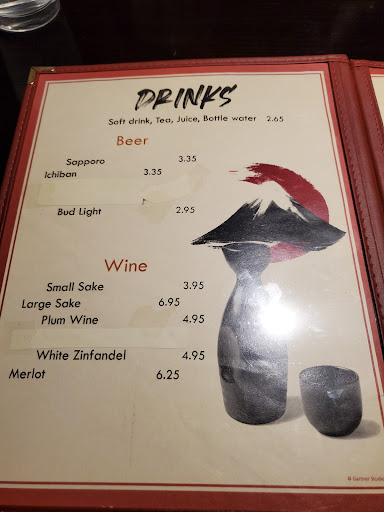 DRINKS
Soft drink, Tea, Juice, Bottle water 2.65
Beer
Sapporo 3.35
Ichiban 3.35
Bud Light 2.95
Wine
Small Sake 3.95
Large Sake 6.95
Plum Wine 4.95
White Zinfandel 4.95
Merlot 6.25
© Gartner Studios